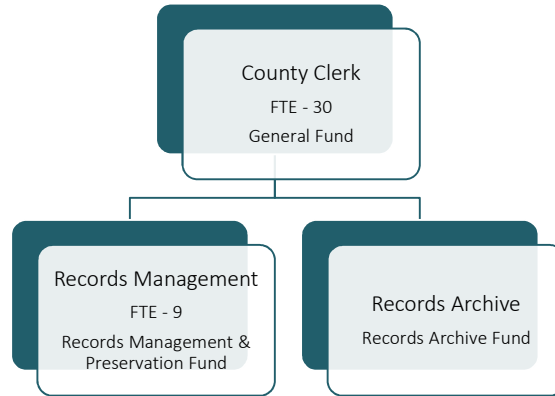 County Clerk
FTE - 30
General Fund
Records Management
FTE - 9
Records Management &
Preservation Fund
Records Archive
Records Archive Fund